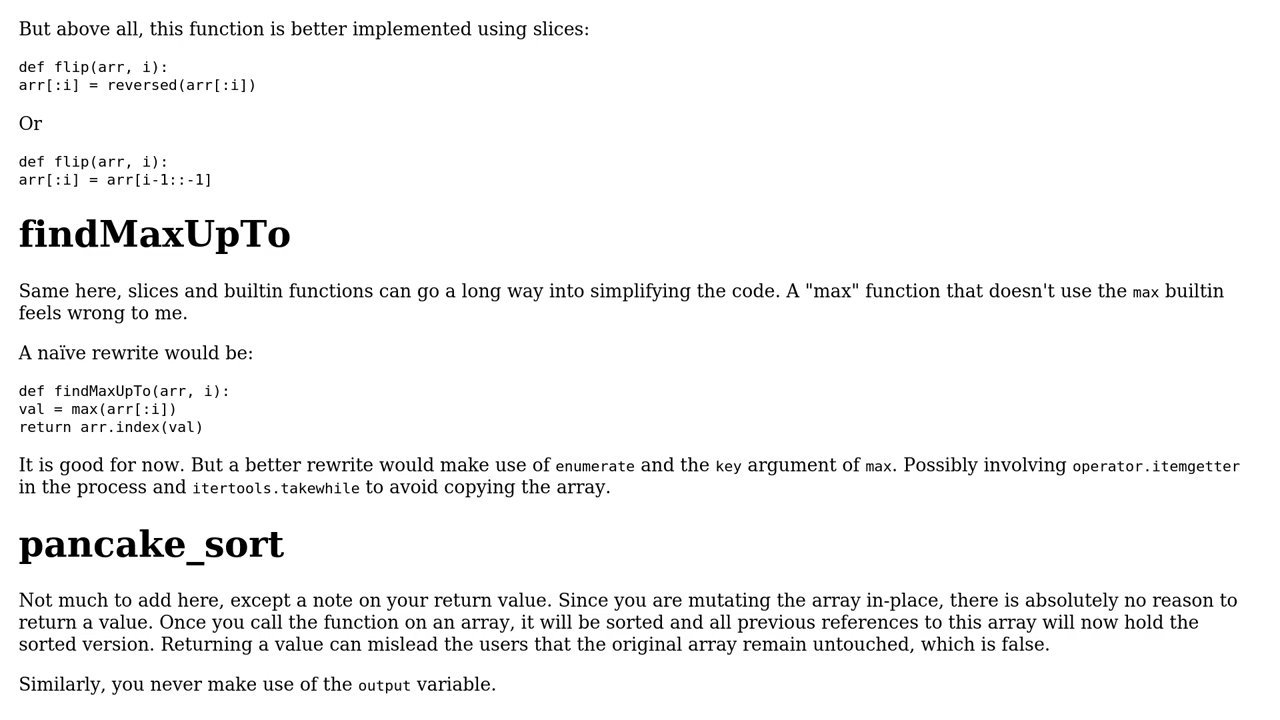 But above all, this function is better implemented using slices:
def flip(arr, i):
arr[:i] = reversed(arr[:i])
Or
def flip(arr, i):
arr[:i] = arr[i-1::-1]
findMaxUpTo
Same here, slices and builtin functions can go a long way into simplifying the code. A "max" function that doesn't use the max builtin
feels wrong to me.
A naïve rewrite would be:
def findMaxUpTo(arr, i):
val = max(arr[:i])
return arr.index(val)
It is good for now. But a better rewrite would make use of enumerate and the key argument of max. Possibly involving operator.itemgetter
in the process and itertools.takewhile to avoid copying the array.
pancake_sort
Not much to add here, except a note on your return value. Since you are mutating the array in-place, there is absolutely no reason to
return a value. Once you call the function on an array, it will be sorted and all previous references to this array will now hold the
sorted version. Returning a value can mislead the users that the original array remain untouched, which is false.
Similarly, you never make use of the output variable.